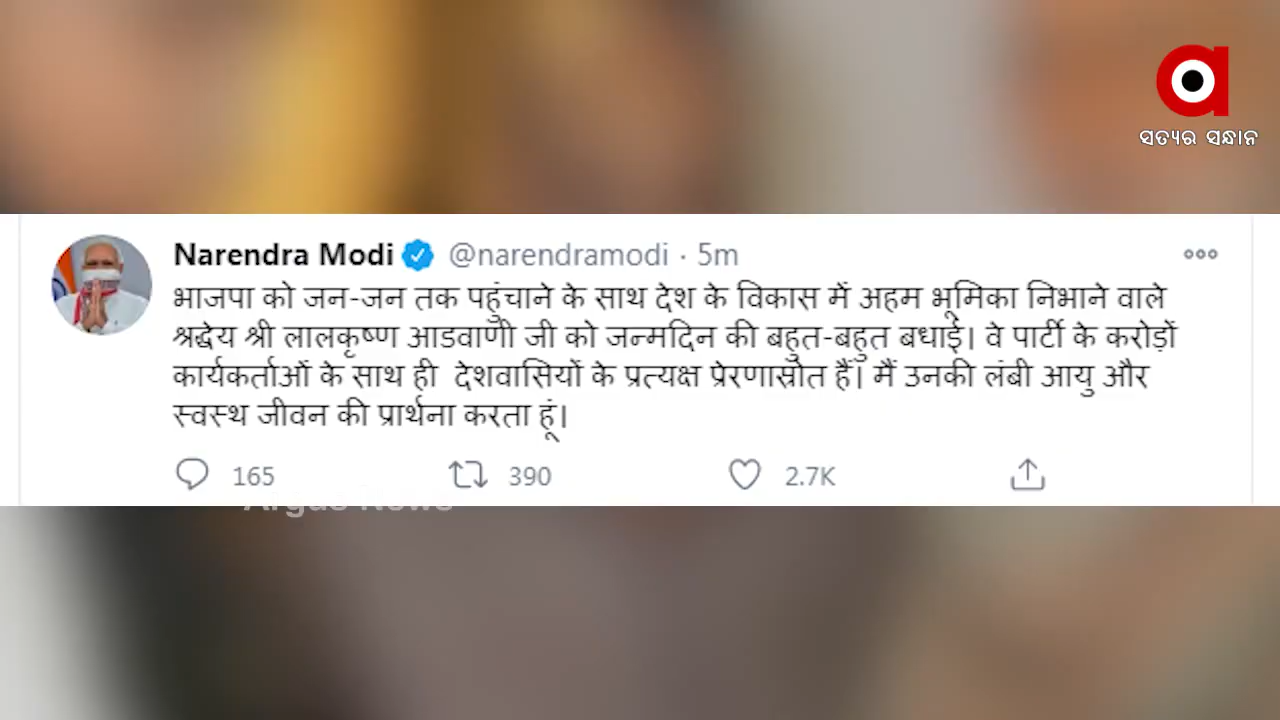 ସତ୍ୟର ସନ୍ଧାନ
Narendra Modi @narendramodi · 5m
भाजपा को जन-जन तक पहुंचाने के साथ देश के विकास में अहम भूमिका निभाने वाले
श्रद्धेय श्री लालकृष्ण आडवाणी जी को जन्मदिन की बहुत-बहुत बधाई। वे पार्टी के करोड़ों
कार्यकर्ताओं के साथ ही देशवासियों के प्रत्यक्ष प्रेरणास्रोत हैं। मैं उनकी लंबी आयु और
स्वस्थ जीवन की प्रार्थना करता हूं।
165 390 2.7K
Argus News